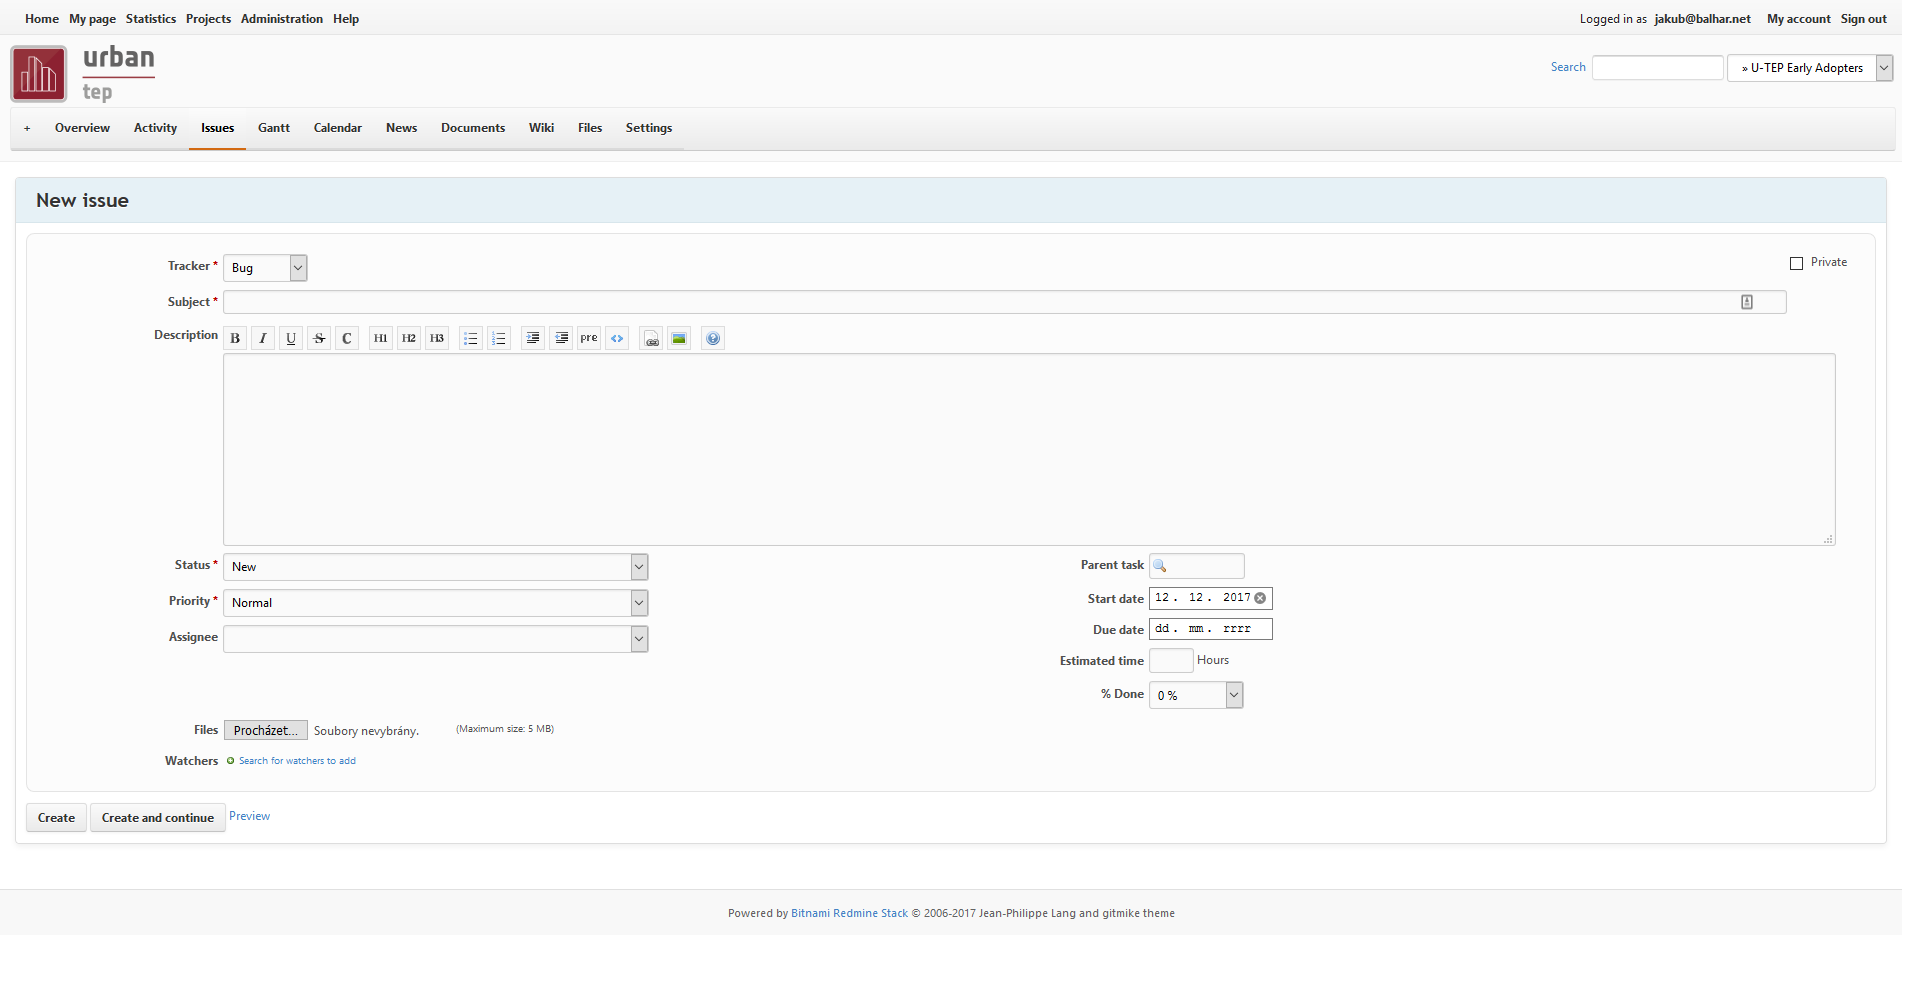 Home My page Statistics Projects Administration Help
Logged in as jakub@balhar.net My account Sign out
urban
tep
Search » U-TEP Early Adopters
+ Overview Activity Issues Gantt Calendar News Documents Wiki Files Settings
New issue
Tracker * Bug
Private
Subject *
Description B I U S C H1 H2 H3 pre <>
Status * New
Parent task
Priority * Normal
Start date 12. 12. 2017
Assignee
Due date dd. mm. rrrr
Estimated time Hours
% Done 0 %
Files Procházet... Soubory nevybrány. (Maximum size: 5 MB)
Watchers Search for watchers to add
Create Create and continue Preview
Powered by Bitnami Redmine Stack © 2006-2017 Jean-Philippe Lang and gitmike theme